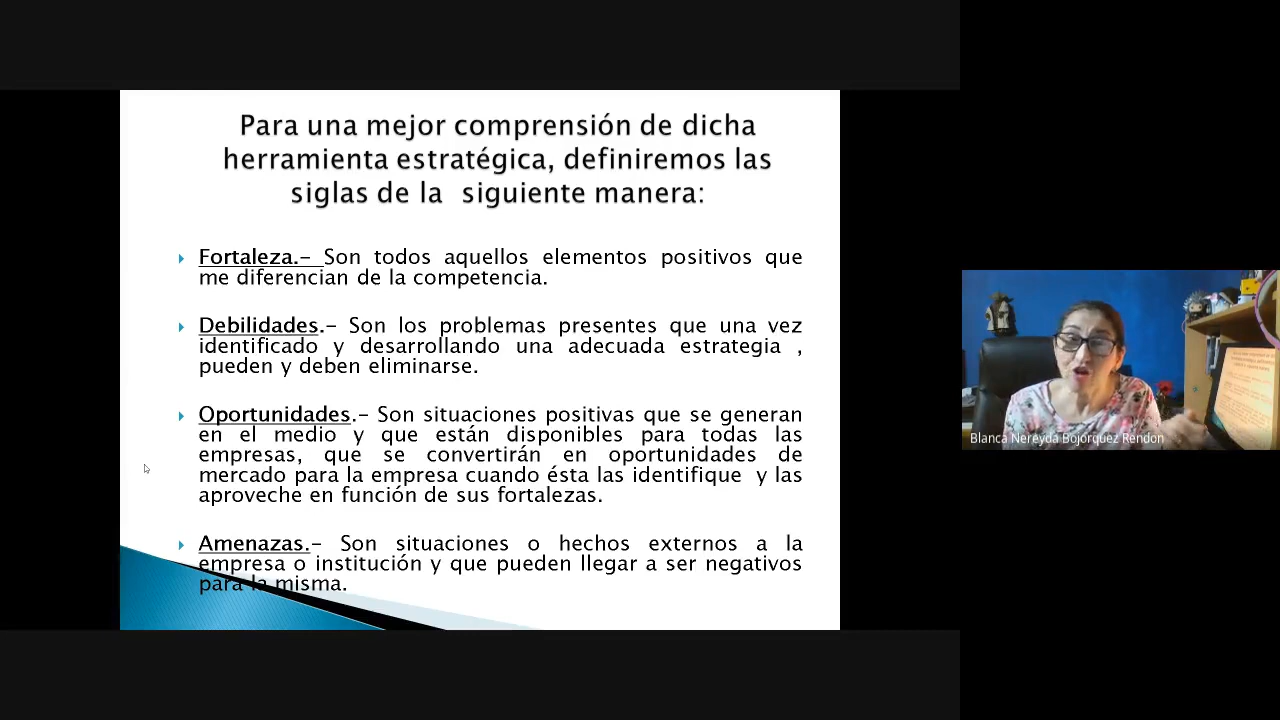 Para una mejor comprensión de dicha
herramienta estratégica, definiremos las
siglas de la  siguiente manera:
Fortaleza.- Son todos aquellos elementos positivos que
me diferencian de la competencia.
Debilidades.- Son los problemas presentes que una vez
identificado y desarrollando una adecuada estrategia ,
pueden y deben eliminarse.
Oportunidades.- Son situaciones positivas que se generan
en el medio y que están disponibles para todas las
empresas, que se convertirán en oportunidades de
mercado para la empresa cuando ésta las identifique  y las
aproveche en función de sus fortalezas.
Amenazas.- Son situaciones o hechos externos a la
empresa o institución y que pueden llegar a ser negativos
para la misma.
Blanca Nereyda Bojorquez Rendon